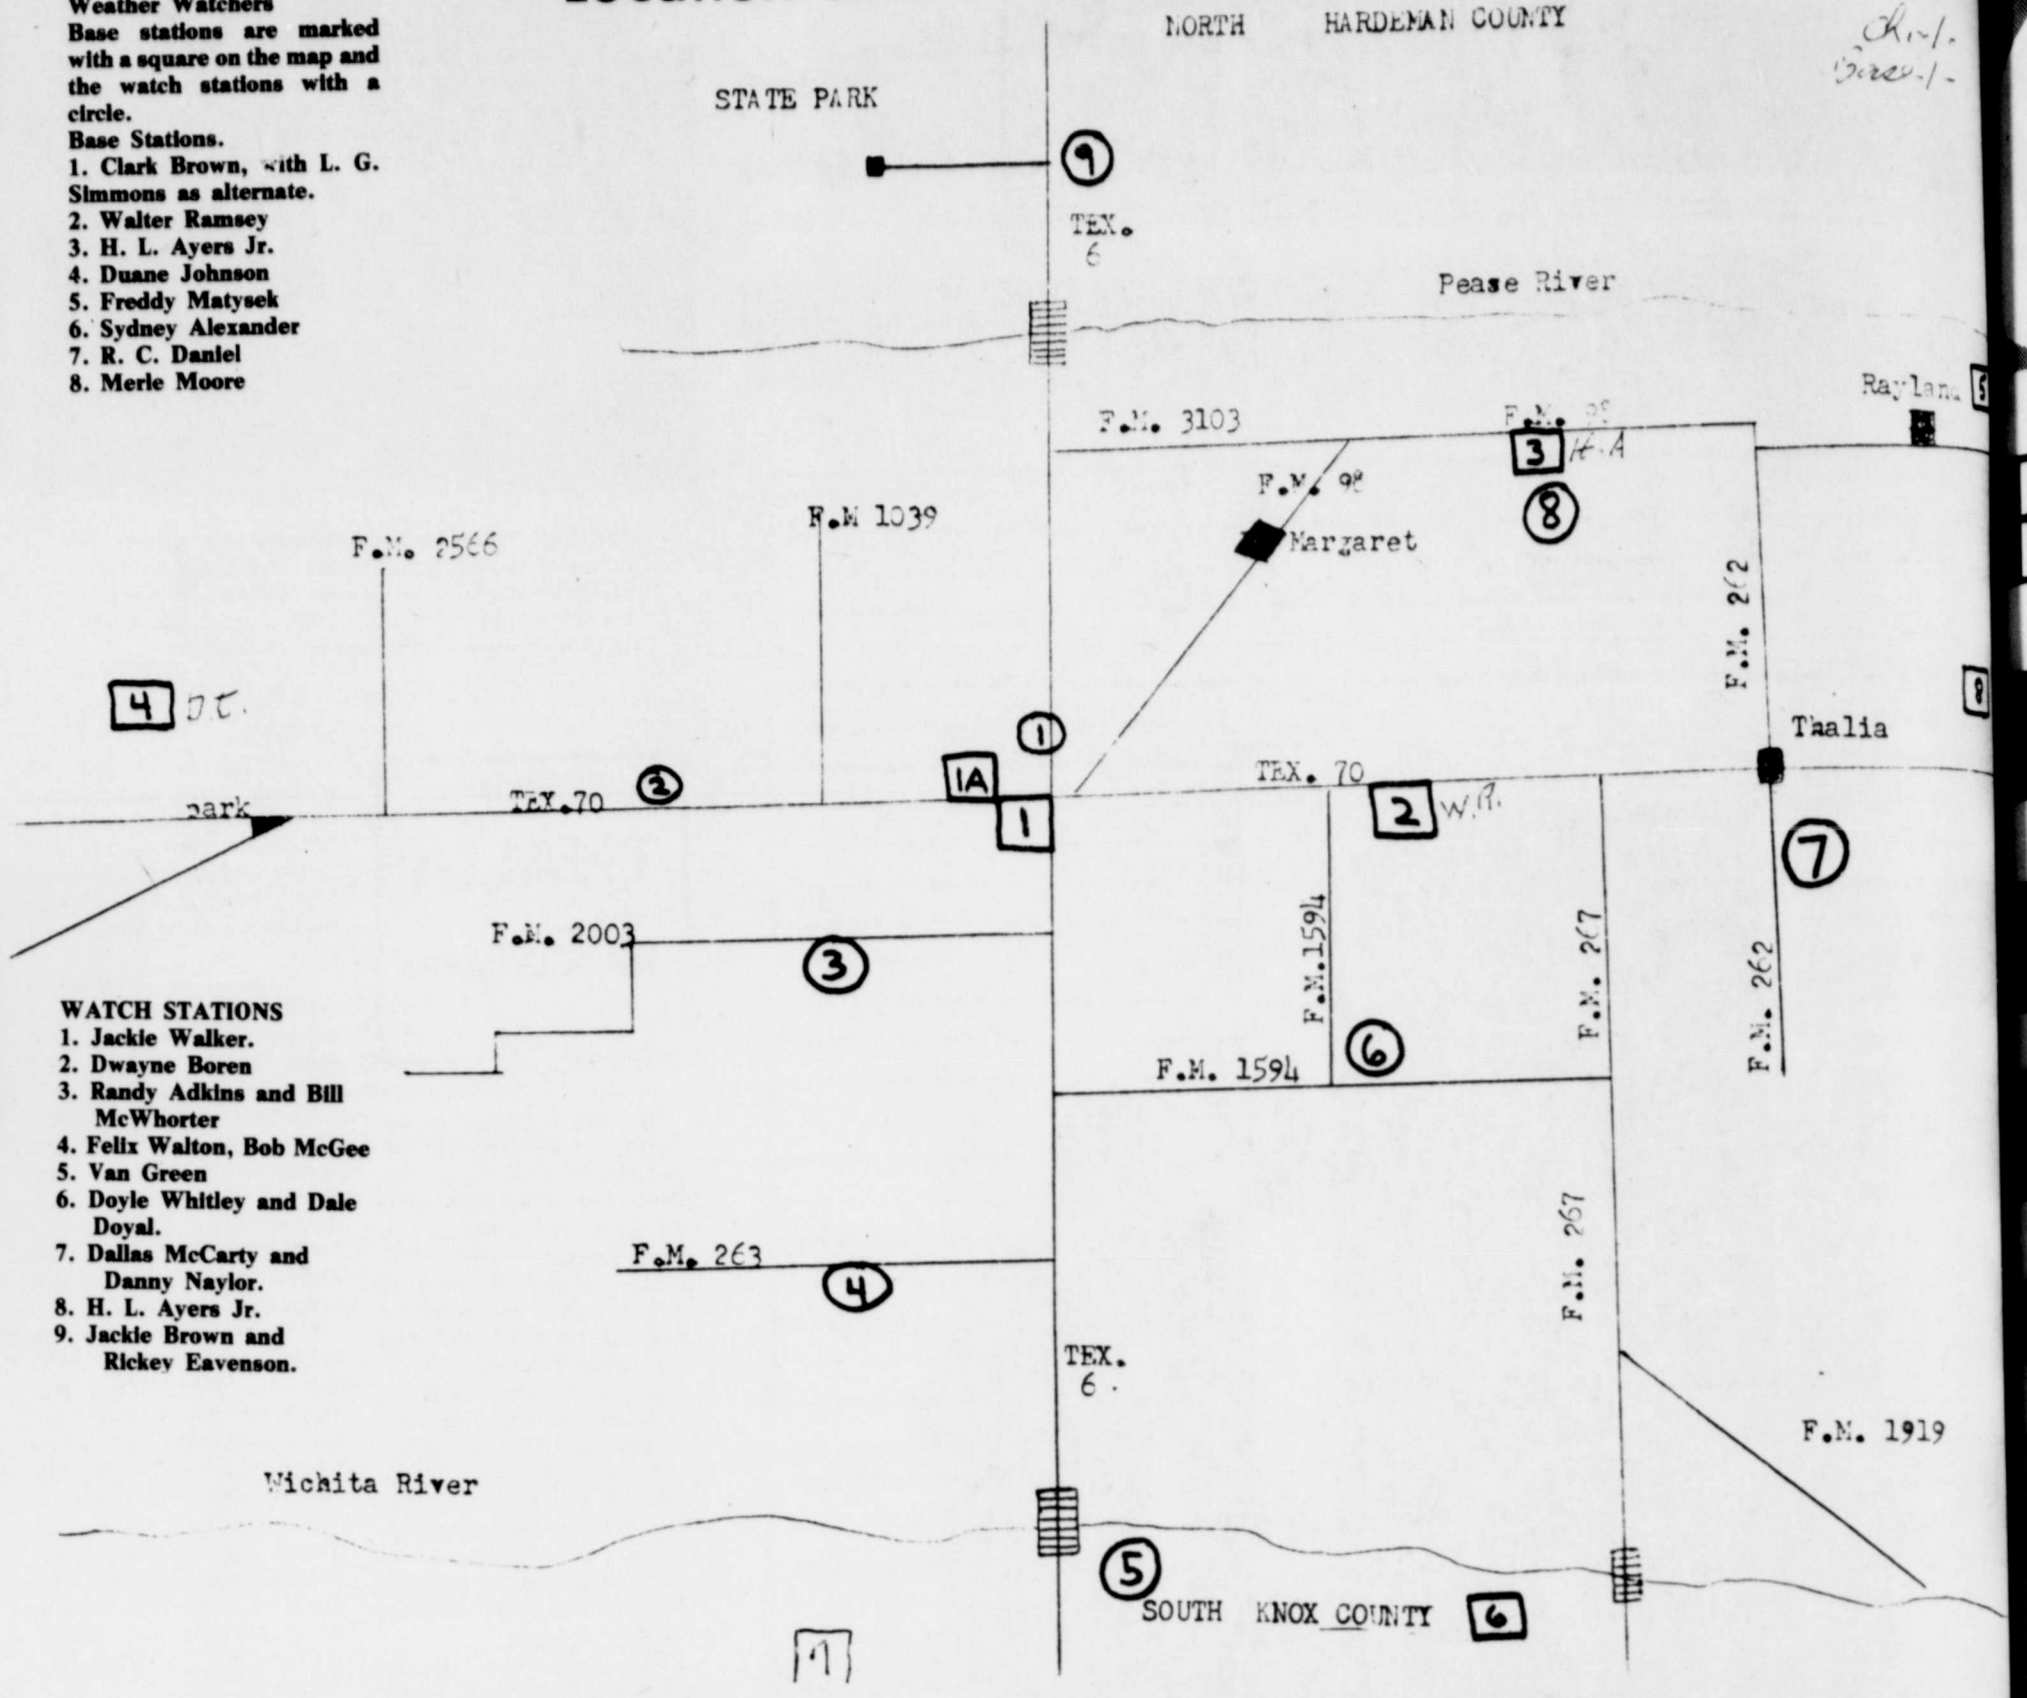 Weather Watchers
Base stations are marked
with a square on the map and
the watch stations with a
circle.
Base Stations.
1. Clark Brown, with L. G.
Simmons as alternate.
2. Walter Ramsey
3. H. L. Ayers Jr.
4. Duane Johnson
5. Freddy Matysek
6. Sydney Alexander
7. R. C. Daniel
8. Merle Moore
NORTH HARDEMAN COUNTY
STATE PARK
9
TEX.
6
Pease River
Rayland 5
F.M. 3103
F.M. 98
3 H.A
F.M. 98
8
F.M 1039
F.M. 2566
Margaret
F.M. 262
4
8
1
Thalia
1A
TEX. 70
2
park
TEX.70
1
2 W.R.
7
F.M. 2003
3
F.M.1594
F.M. 267
F.M. 262
6
F.M. 1594
WATCH STATIONS
1. Jackie Walker.
2. Dwayne Boren
3. Randy Adkins and Bill
McWhorter
4. Felix Walton, Bob McGee
5. Van Green
6. Doyle Whitley and Dale
Doyal.
7. Dallas McCarty and
Danny Naylor.
8. H. L. Ayers Jr.
9. Jackie Brown and
Rickey Eavenson.
F.M. 263
4
F.M. 267
TEX.
6.
F.M. 1919
Wichita River
5
SOUTH KNOX COUNTY 6
7